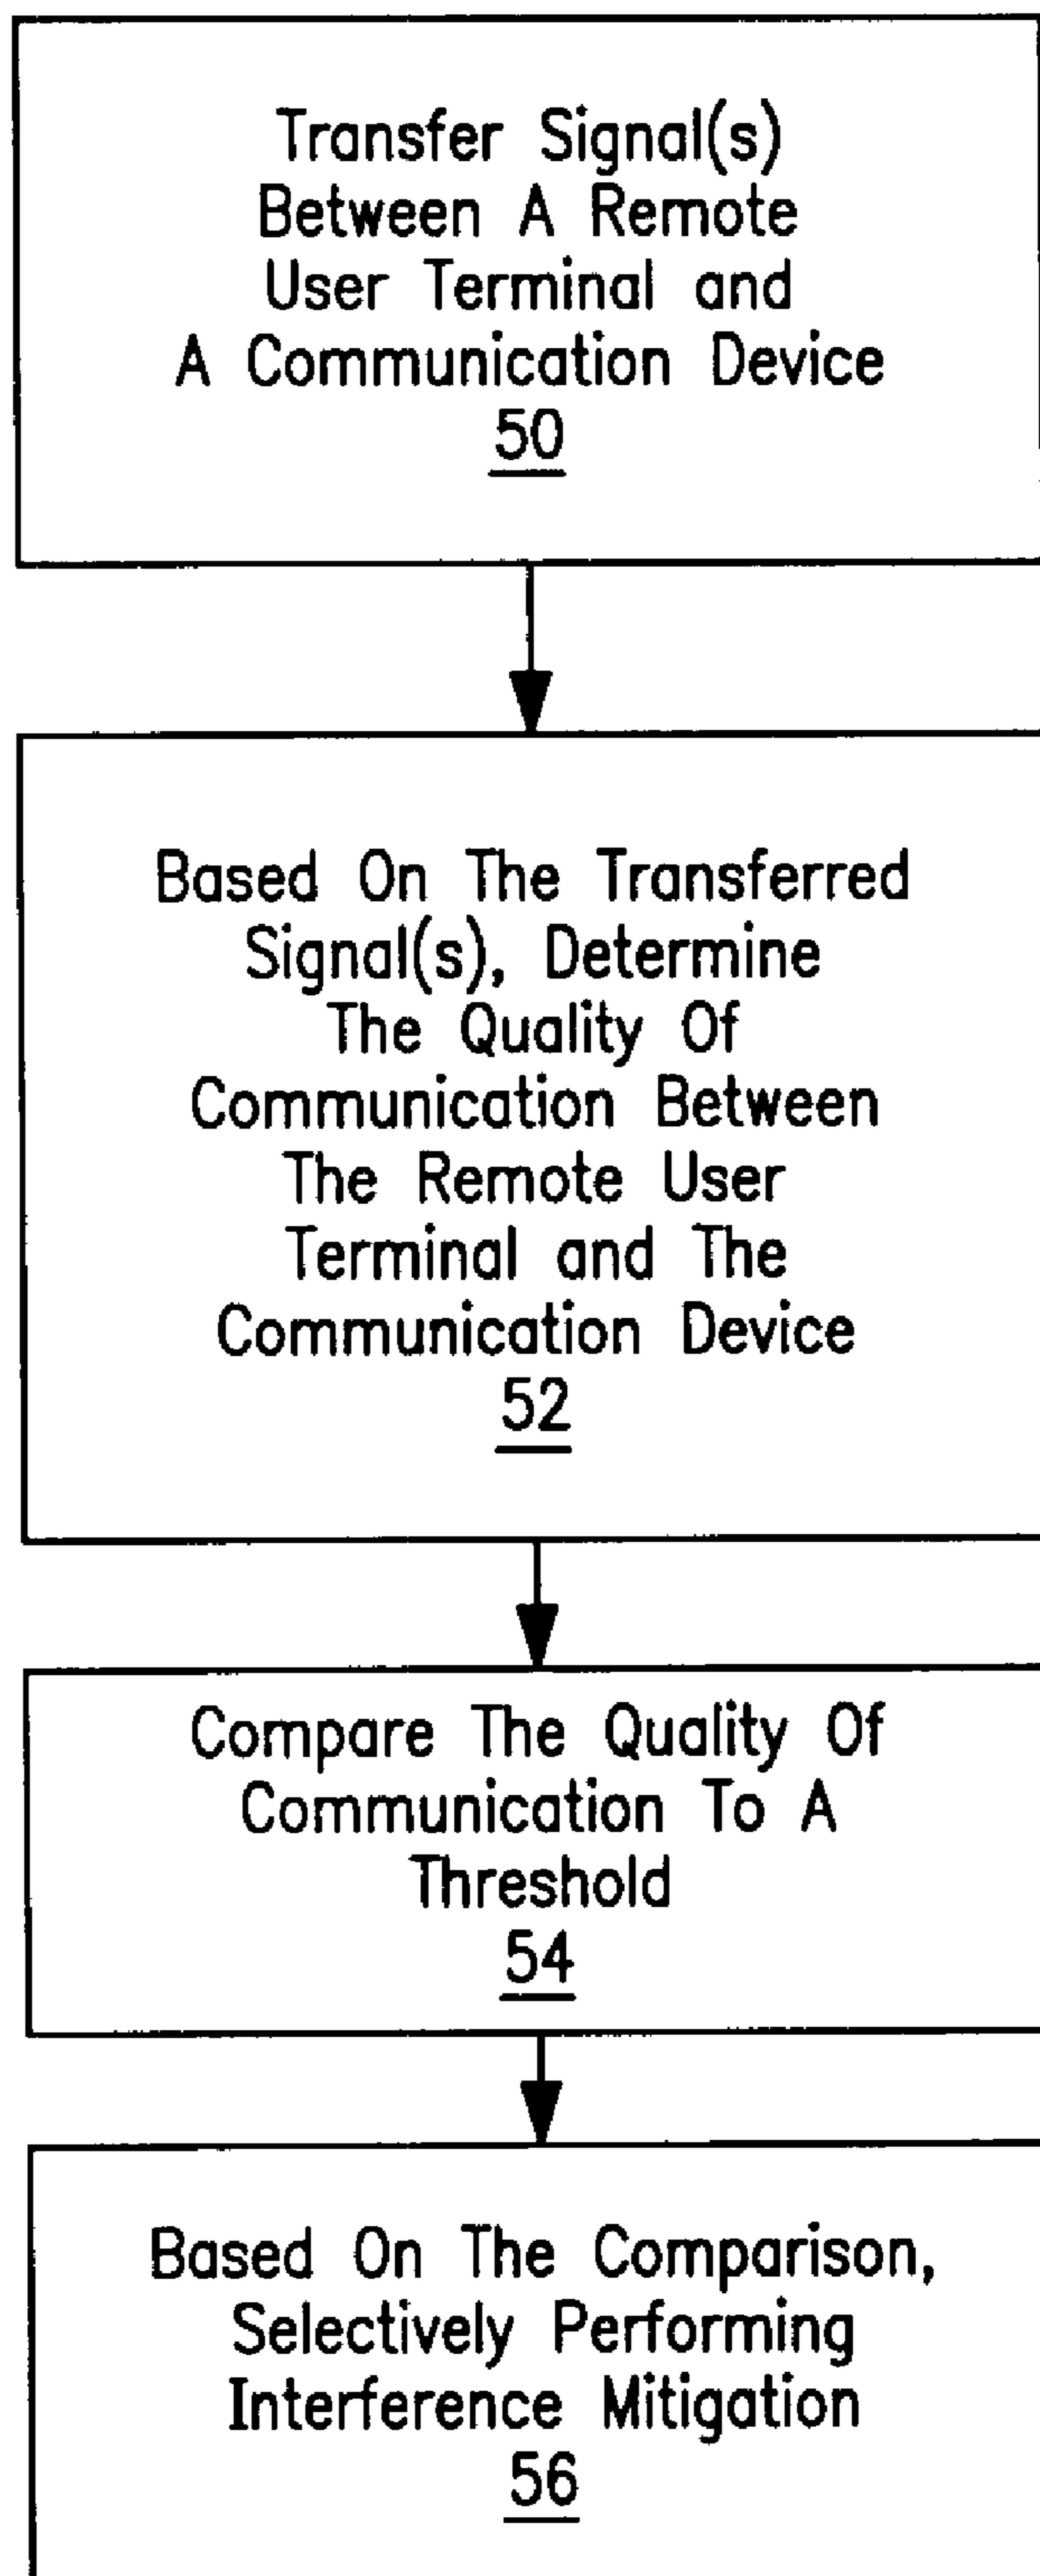 Transfer Signal(s)
Between A Remote
User Terminal and
A Communication Device
50
Based On The Transferred
Signal(s), Determine
The Quality Of
Communication Between
The Remote User
Terminal and The
Communication Device
52
Compare The Quality Of
Communication To A
Threshold
54
Based On The Comparison,
Selectively Performing
Interference Mitigation
56